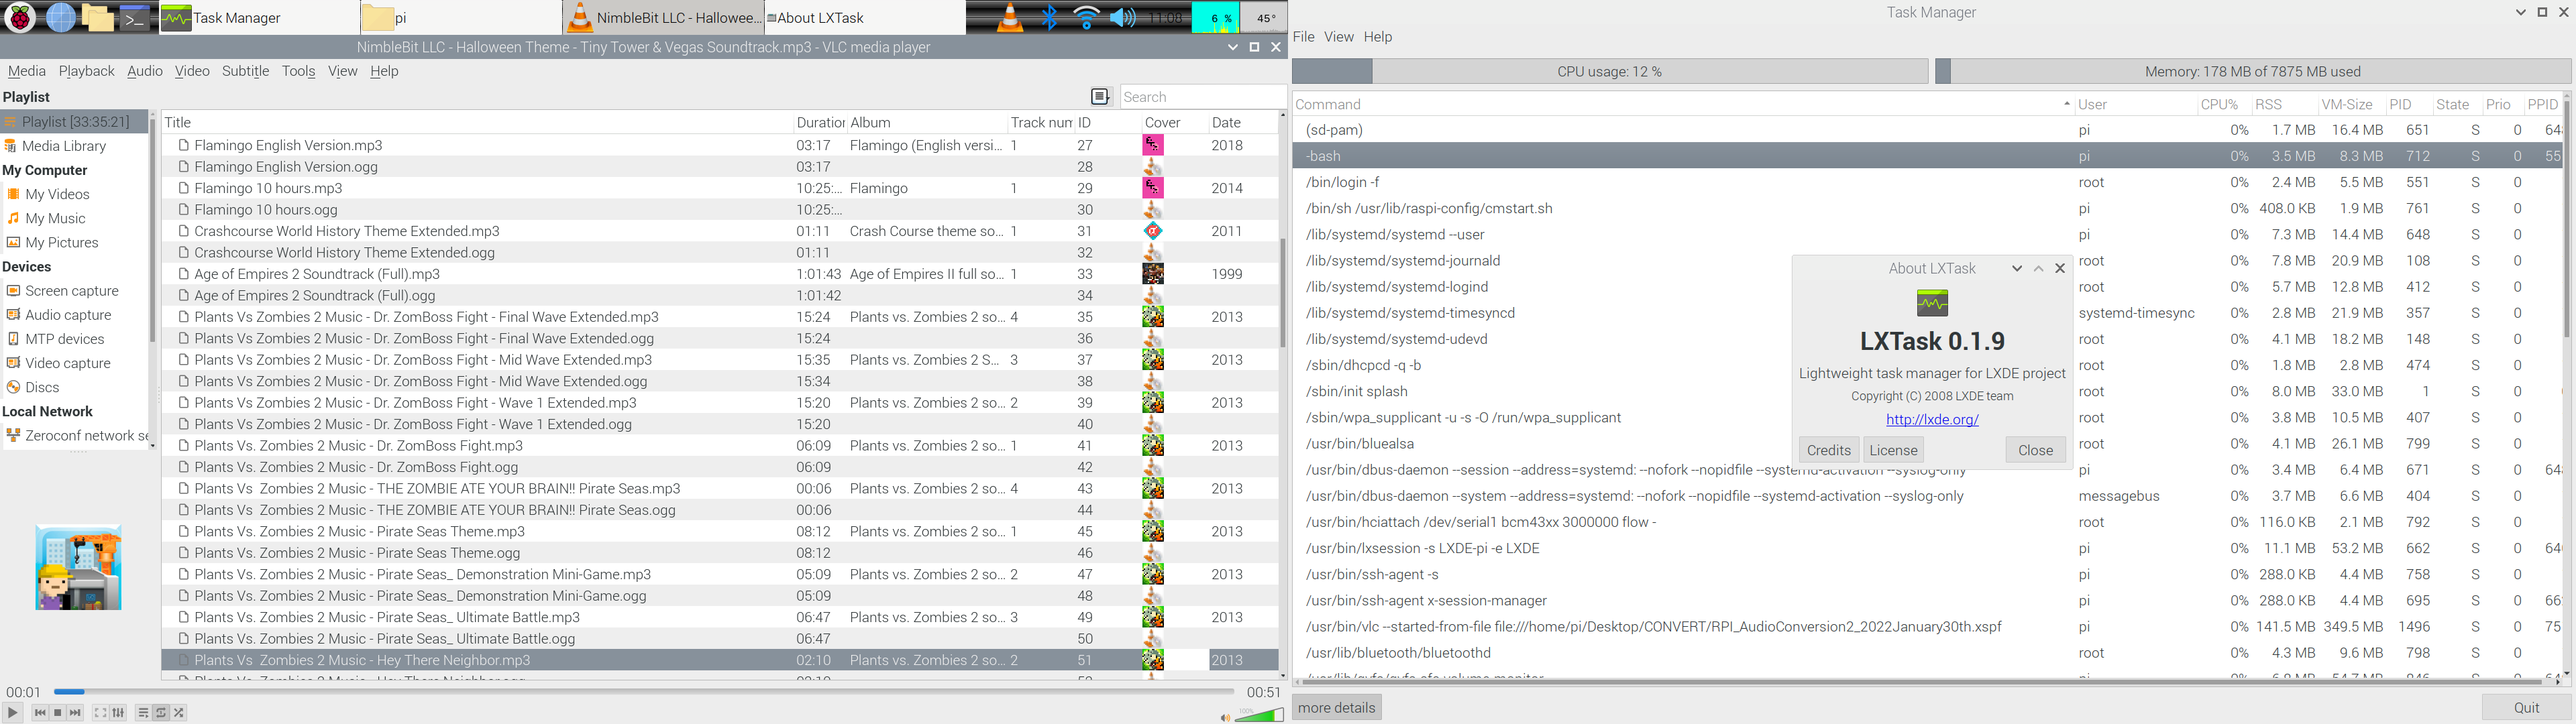 Task Manager
pi
NimbleBit LLC - Hallowee...
About LXTask
11:08
6 %
45°
NimbleBit LLC - Halloween Theme - Tiny Tower & Vegas Soundtrack.mp3 - VLC media player
Media Playback Audio Video Subtitle Tools View Help
Playlist
Search
Playlist [33:35:21]
Media Library
My Computer
My Videos
My Music
My Pictures
Devices
Screen capture
Audio capture
MTP devices
Video capture
Discs
Local Network
Zeroconf network se
Title Duration Album Track num ID Cover Date
Flamingo English Version.mp3 03:17 Flamingo (English versi... 1 27 2018
Flamingo English Version.ogg 03:17 28
Flamingo 10 hours.mp3 10:25:... Flamingo 1 29 2014
Flamingo 10 hours.ogg 10:25:... 30
Crashcourse World History Theme Extended.mp3 01:11 Crash Course theme so... 1 31 2011
Crashcourse World History Theme Extended.ogg 01:11 32
Age of Empires 2 Soundtrack (Full).mp3 1:01:43 Age of Empires II full so... 1 33 1999
Age of Empires 2 Soundtrack (Full).ogg 1:01:42 34
Plants Vs Zombies 2 Music - Dr. ZomBoss Fight - Final Wave Extended.mp3 15:24 Plants vs. Zombies 2 so... 4 35 2013
Plants Vs Zombies 2 Music - Dr. ZomBoss Fight - Final Wave Extended.ogg 15:24 36
Plants Vs Zombies 2 Music - Dr. ZomBoss Fight - Mid Wave Extended.mp3 15:35 Plants vs. Zombies 2 S... 3 37 2013
Plants Vs Zombies 2 Music - Dr. ZomBoss Fight - Mid Wave Extended.ogg 15:34 38
Plants Vs Zombies 2 Music - Dr. ZomBoss Fight - Wave 1 Extended.mp3 15:20 Plants vs. Zombies 2 so... 2 39 2013
Plants Vs Zombies 2 Music - Dr. ZomBoss Fight - Wave 1 Extended.ogg 15:20 40
Plants Vs. Zombies 2 Music - Dr. ZomBoss Fight.mp3 06:09 Plants vs. Zombies 2 so... 1 41 2013
Plants Vs. Zombies 2 Music - Dr. ZomBoss Fight.ogg 06:09 42
Plants Vs  Zombies 2 Music - THE ZOMBIE ATE YOUR BRAIN!! Pirate Seas.mp3 00:06 Plants vs. Zombies 2 so... 4 43 2013
Plants Vs  Zombies 2 Music - THE ZOMBIE ATE YOUR BRAIN!! Pirate Seas.ogg 00:06 44
Plants Vs. Zombies 2 Music - Pirate Seas Theme.mp3 08:12 Plants vs. Zombies 2 so... 1 45 2013
Plants Vs. Zombies 2 Music - Pirate Seas Theme.ogg 08:12 46
Plants Vs. Zombies 2 Music - Pirate Seas_ Demonstration Mini-Game.mp3 05:09 Plants vs. Zombies 2 so... 2 47 2013
Plants Vs. Zombies 2 Music - Pirate Seas_ Demonstration Mini-Game.ogg 05:09 48
Plants Vs. Zombies 2 Music - Pirate Seas_ Ultimate Battle.mp3 06:47 Plants vs. Zombies 2 so... 3 49 2013
Plants Vs. Zombies 2 Music - Pirate Seas_ Ultimate Battle.ogg 06:47 50
Plants Vs  Zombies 2 Music - Hey There Neighbor.mp3 02:10 Plants vs. Zombies 2 so... 2 51 2013
00:01 00:51
100%
Task Manager
File View Help
CPU usage: 12 % Memory: 178 MB of 7875 MB used
Command User CPU% RSS VM-Size PID State Prio PPID
(sd-pam) pi 0% 1.7 MB 16.4 MB 651 S 0 64
-bash pi 0% 3.5 MB 8.3 MB 712 S 0 55
/bin/login -f root 0% 2.4 MB 5.5 MB 551 S 0
/bin/sh /usr/lib/raspi-config/cmstart.sh pi 0% 408.0 KB 1.9 MB 761 S 0
/lib/systemd/systemd --user pi 0% 7.3 MB 14.4 MB 648 S 0
/lib/systemd/systemd-journald root 0% 7.8 MB 20.9 MB 108 S 0
/lib/systemd/systemd-logind root 0% 5.7 MB 12.8 MB 412 S 0
/lib/systemd/systemd-timesyncd systemd-timesync 0% 2.8 MB 21.9 MB 357 S 0
/lib/systemd/systemd-udevd root 0% 4.1 MB 18.2 MB 148 S 0
/sbin/dhcpcd -q -b root 0% 1.8 MB 2.8 MB 474 S 0
/sbin/init splash root 0% 8.0 MB 33.0 MB 1 S 0
/sbin/wpa_supplicant -u -s -O /run/wpa_supplicant root 0% 3.8 MB 10.5 MB 407 S 0
/usr/bin/bluealsa root 0% 4.1 MB 26.1 MB 799 S 0
/usr/bin/dbus-daemon --session --address=systemd: --nofork --nopidfile --systemd-activation --syslog-only pi 0% 3.4 MB 6.4 MB 671 S 0 64
/usr/bin/dbus-daemon --system --address=systemd: --nofork --nopidfile --systemd-activation --syslog-only messagebus 0% 3.7 MB 6.6 MB 404 S 0
/usr/bin/hciattach /dev/serial1 bcm43xx 3000000 flow - root 0% 116.0 KB 2.1 MB 792 S 0
/usr/bin/lxsession -s LXDE-pi -e LXDE pi 0% 11.1 MB 53.2 MB 662 S 0 64
/usr/bin/ssh-agent -s pi 0% 288.0 KB 4.4 MB 758 S 0
/usr/bin/ssh-agent x-session-manager pi 0% 288.0 KB 4.4 MB 695 S 0 66
/usr/bin/vlc --started-from-file file:///home/pi/Desktop/CONVERT/RPI_AudioConversion2_2022January30th.xspf pi 0% 141.5 MB 349.5 MB 1496 S 0 75
/usr/lib/bluetooth/bluetoothd root 0% 4.3 MB 9.6 MB 798 S 0
About LXTask
LXTask 0.1.9
Lightweight task manager for LXDE project
Copyright (C) 2008 LXDE team
http://lxde.org/
Credits License Close
more details Quit